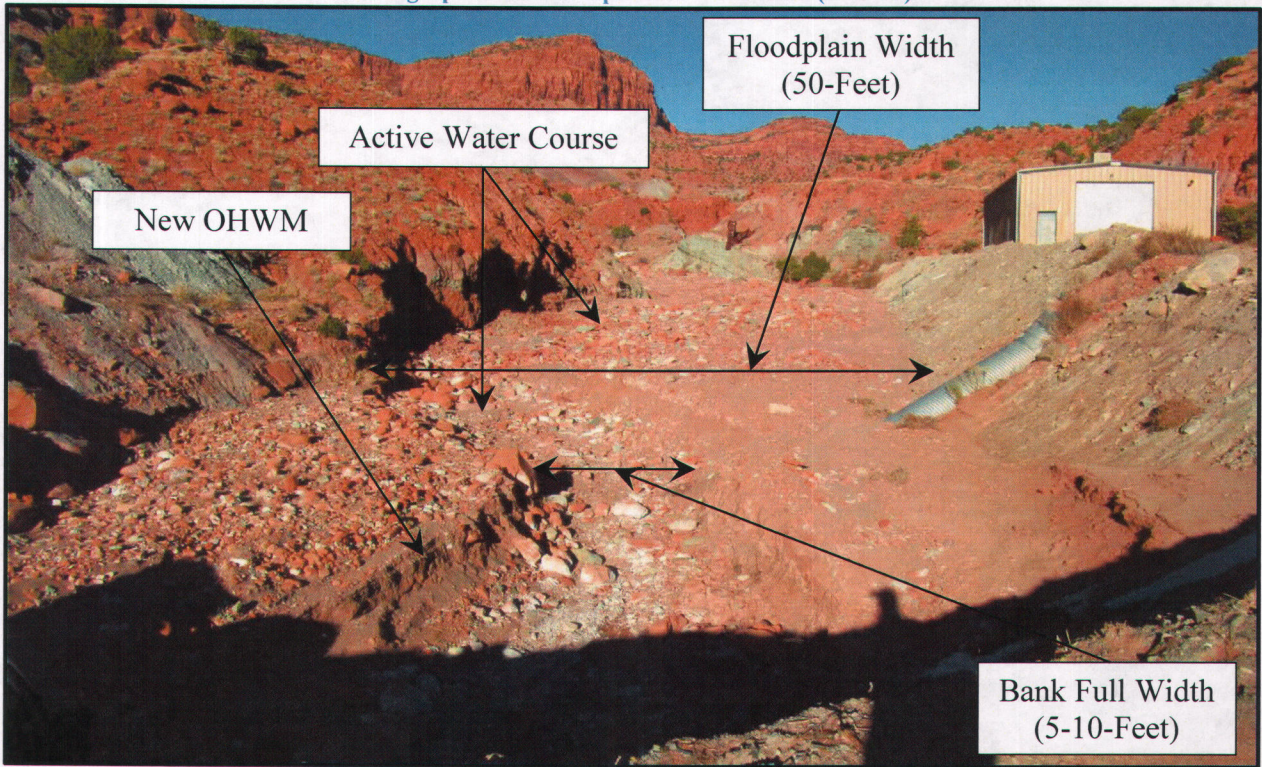 Floodplain Width
(50-Feet)
Active Water Course
New OHWM
Bank Full Width
(5-10-Feet)